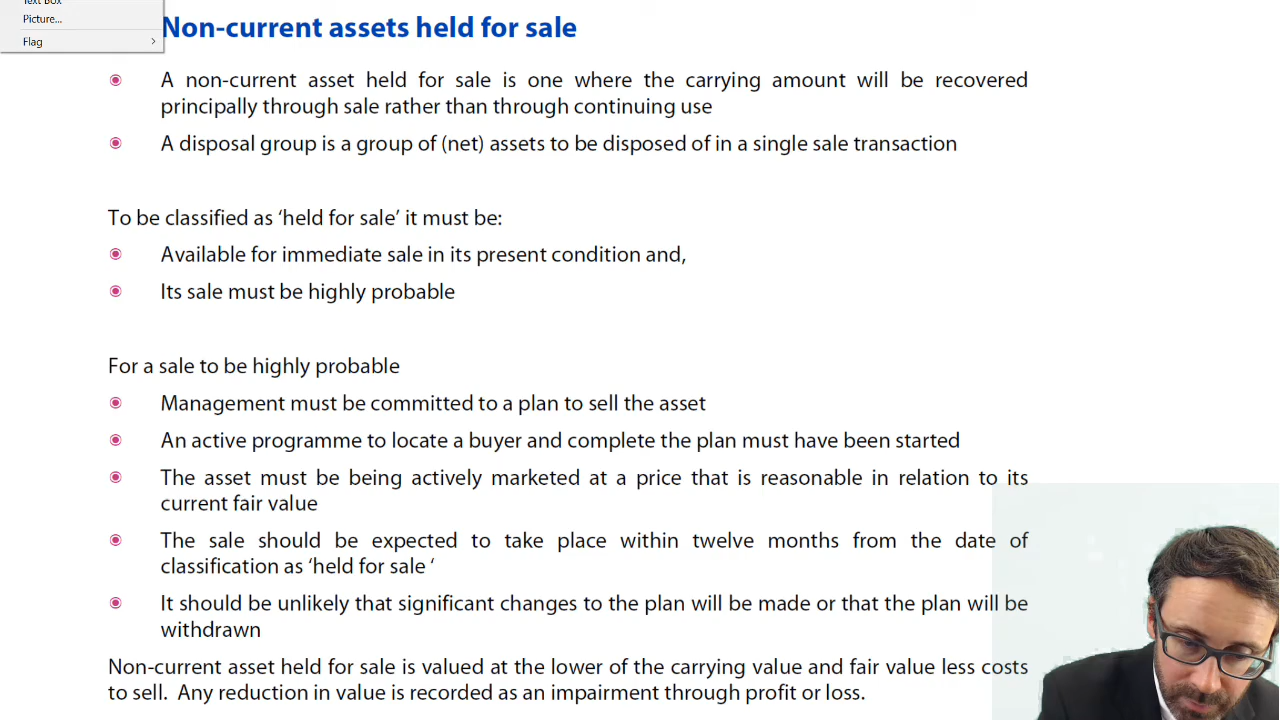 Text Box
Picture...
Flag
Non-current assets held for sale
A non-current asset held for sale is one where the carrying amount will be recovered
principally through sale rather than through continuing use
A disposal group is a group of (net) assets to be disposed of in a single sale transaction
To be classified as ‘held for sale’ it must be:
Available for immediate sale in its present condition and,
Its sale must be highly probable
For a sale to be highly probable
Management must be committed to a plan to sell the asset
An active programme to locate a buyer and complete the plan must have been started
The asset must be being actively marketed at a price that is reasonable in relation to its
current fair value
The sale should be expected to take place within twelve months from the date of
classification as ‘held for sale ‘
It should be unlikely that significant changes to the plan will be made or that the plan will be
withdrawn
Non-current asset held for sale is valued at the lower of the carrying value and fair value less costs
to sell.  Any reduction in value is recorded as an impairment through profit or loss.